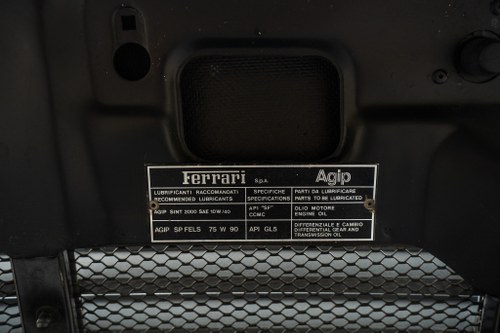 Ferrari S.p.A. Agip
LUBRIFICANTI RACCOMANDATI SPECIFICHE PARTI DA LUBRIFICARE
RECOMMENDED LUBRICANTS SPECIFICATIONS PARTS TO BE LUBRICATED
AGIP SINT 2000 SAE 10W/40 API "SF" OLIO MOTORE
CCMC ENGINE OIL
AGIP SP FELS 75 W 90 API GL5 DIFFERENZIALE E CAMBIO
DIFFERENTIAL GEAR AND
TRANSMISSION OIL